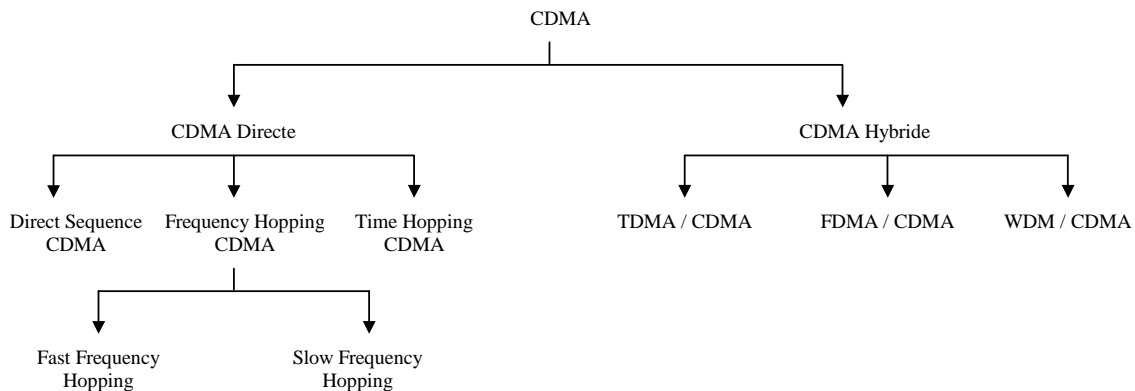 CDMA
CDMA Directe
CDMA Hybride
Direct Sequence
CDMA
Frequency Hopping
CDMA
Time Hopping
CDMA
TDMA / CDMA
FDMA / CDMA
WDM / CDMA
Fast Frequency
Hopping
Slow Frequency
Hopping